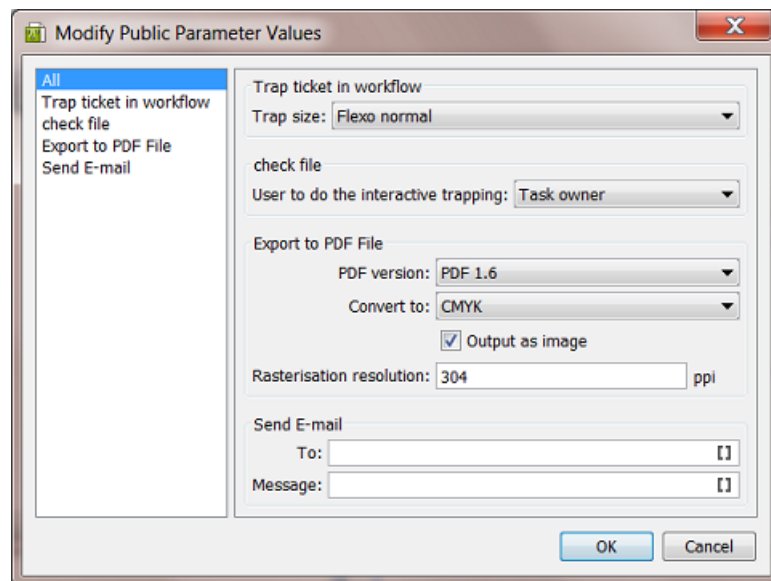 Modify Public Parameter Values
All
Trap ticket in workflow
check file
Export to PDF File
Send E-mail
Trap ticket in workflow
Trap size: Flexo normal
check file
User to do the interactive trapping: Task owner
Export to PDF File
PDF version: PDF 1.6
Convert to: CMYK
Output as image
Rasterisation resolution: 304 ppi
Send E-mail
To: []
Message: []
OK Cancel